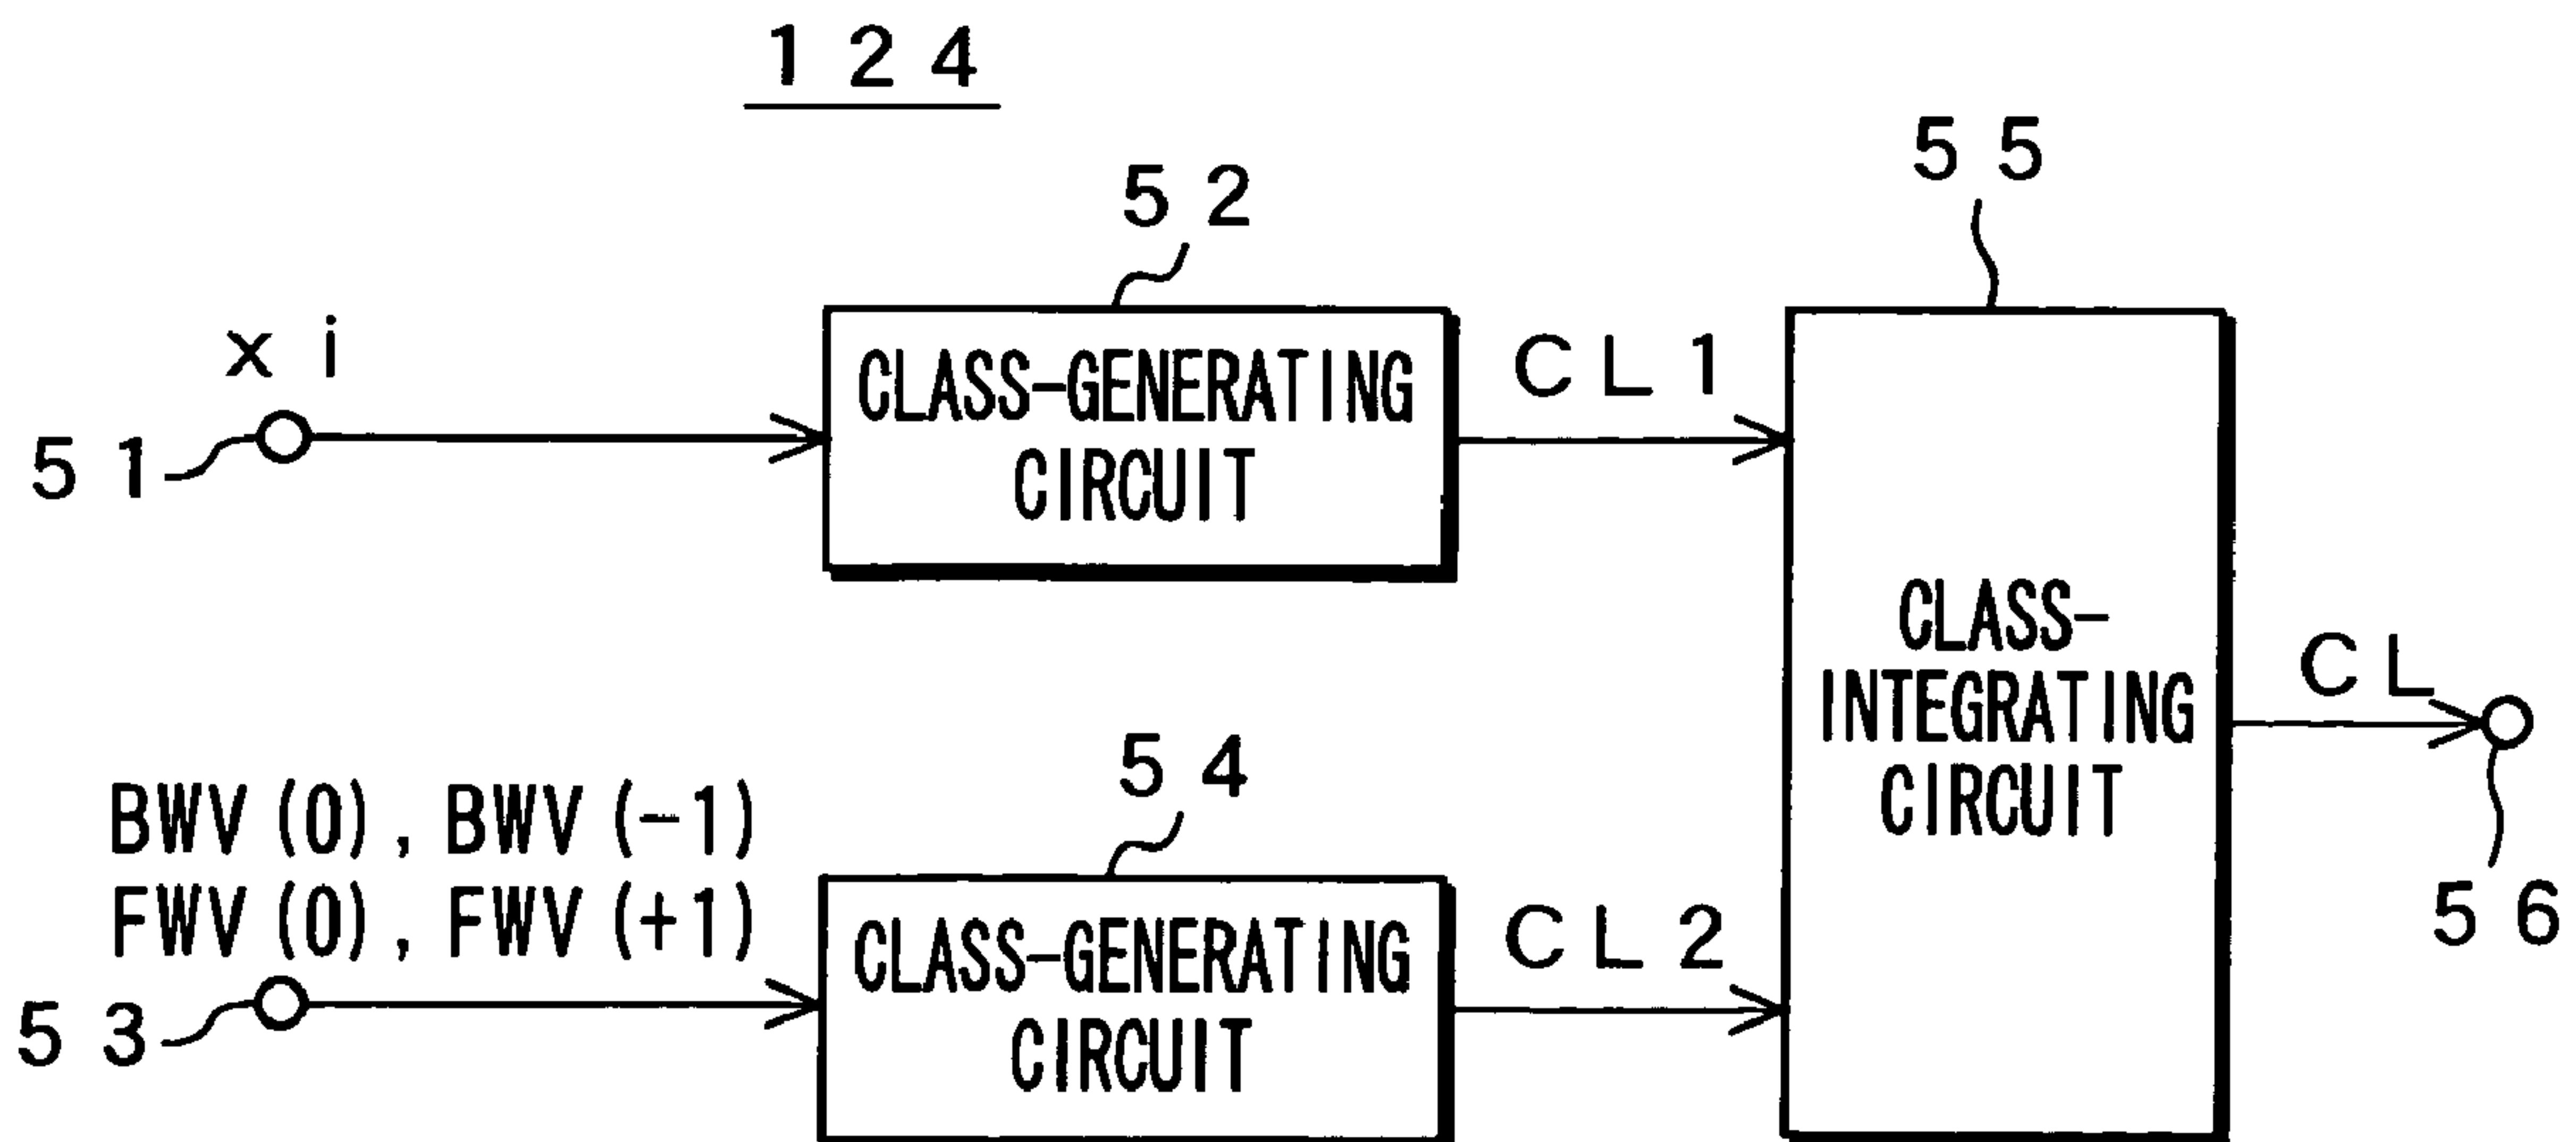 124
52
55
xi
51
CLASS-GENERATING
CIRCUIT
CL1
CLASS-
INTEGRATING
CIRCUIT
CL
56
BWV(0), BWV(-1)
FWV(0), FWV(+1)
53
54
CLASS-GENERATING
CIRCUIT
CL2